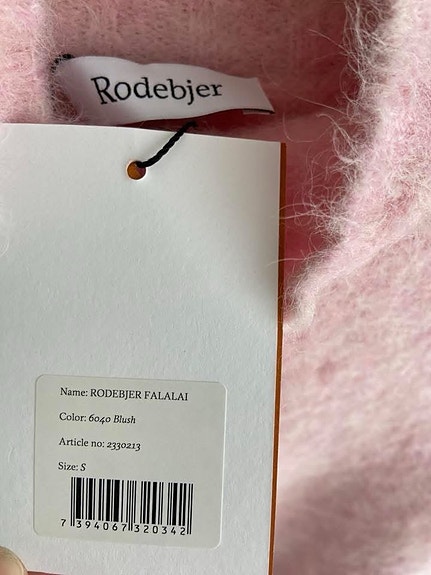 Rodebjer
Name: RODEBJER FALALAI
Color: 6040 Blush
Article no: 2330213
Size: S
7 394067 320342